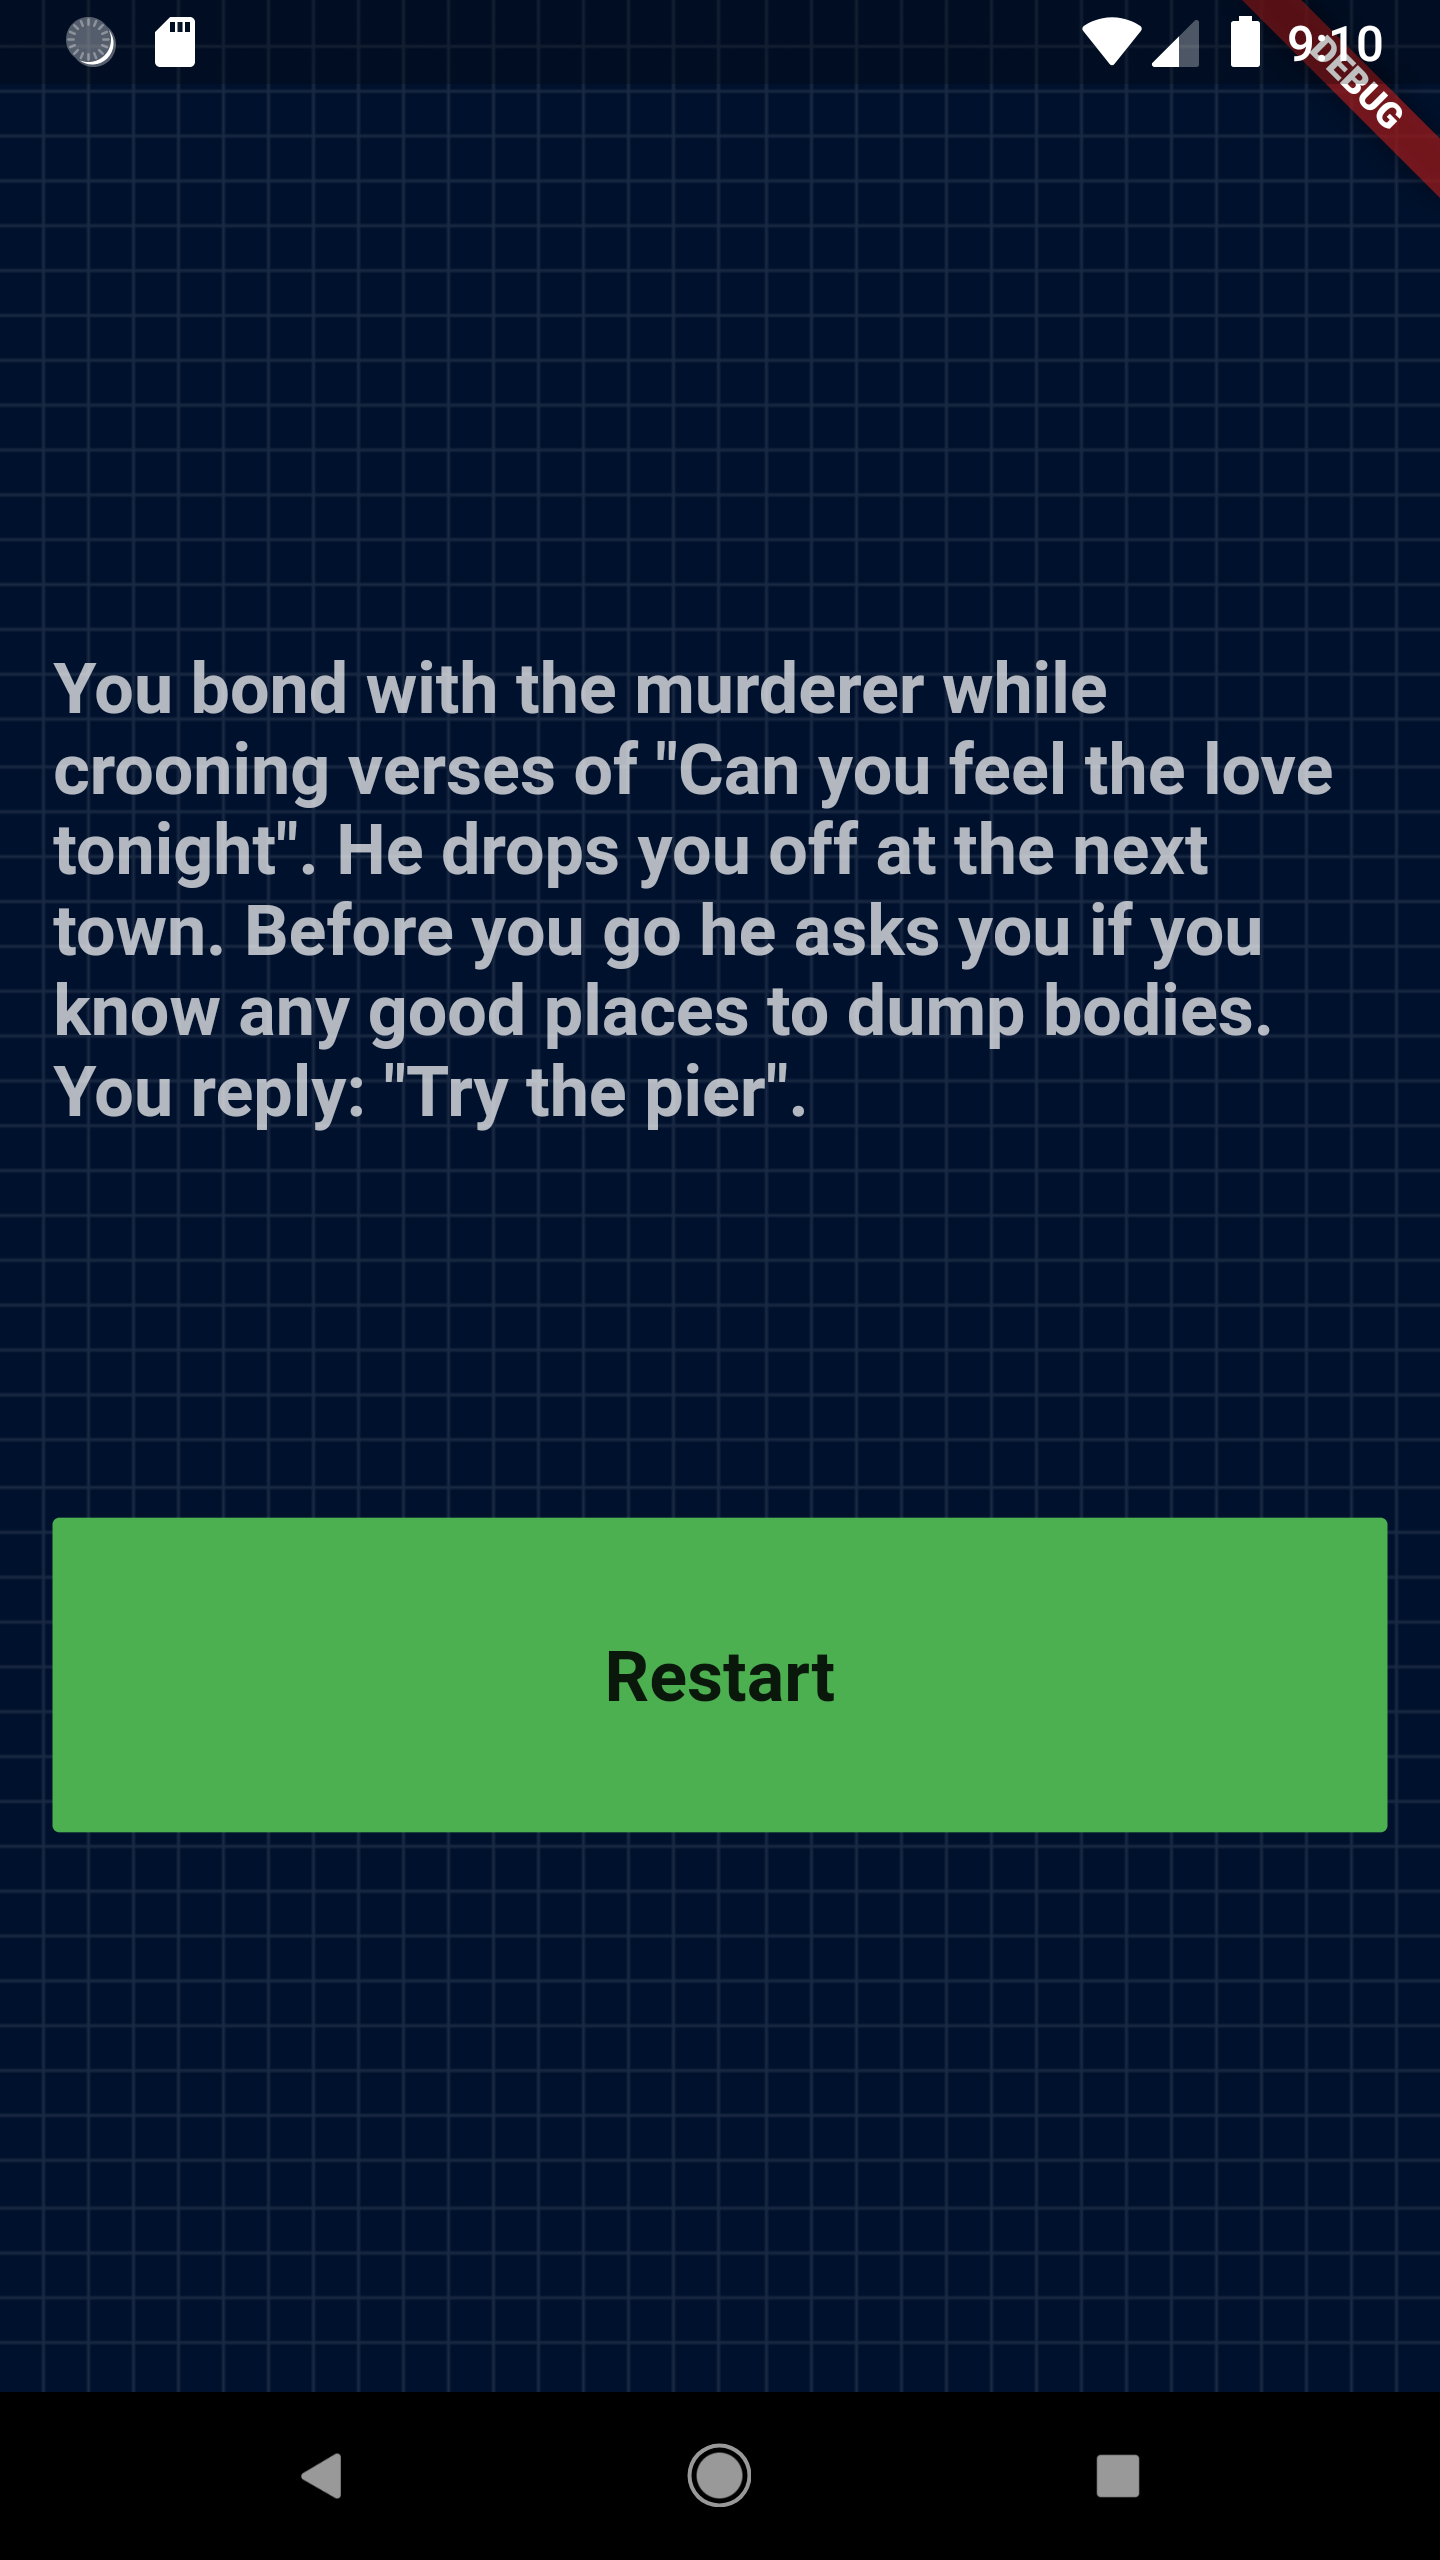 9:10
DEBUG
You bond with the murderer while
crooning verses of "Can you feel the love
tonight". He drops you off at the next
town. Before you go he asks you if you
know any good places to dump bodies.
You reply: "Try the pier".
Restart